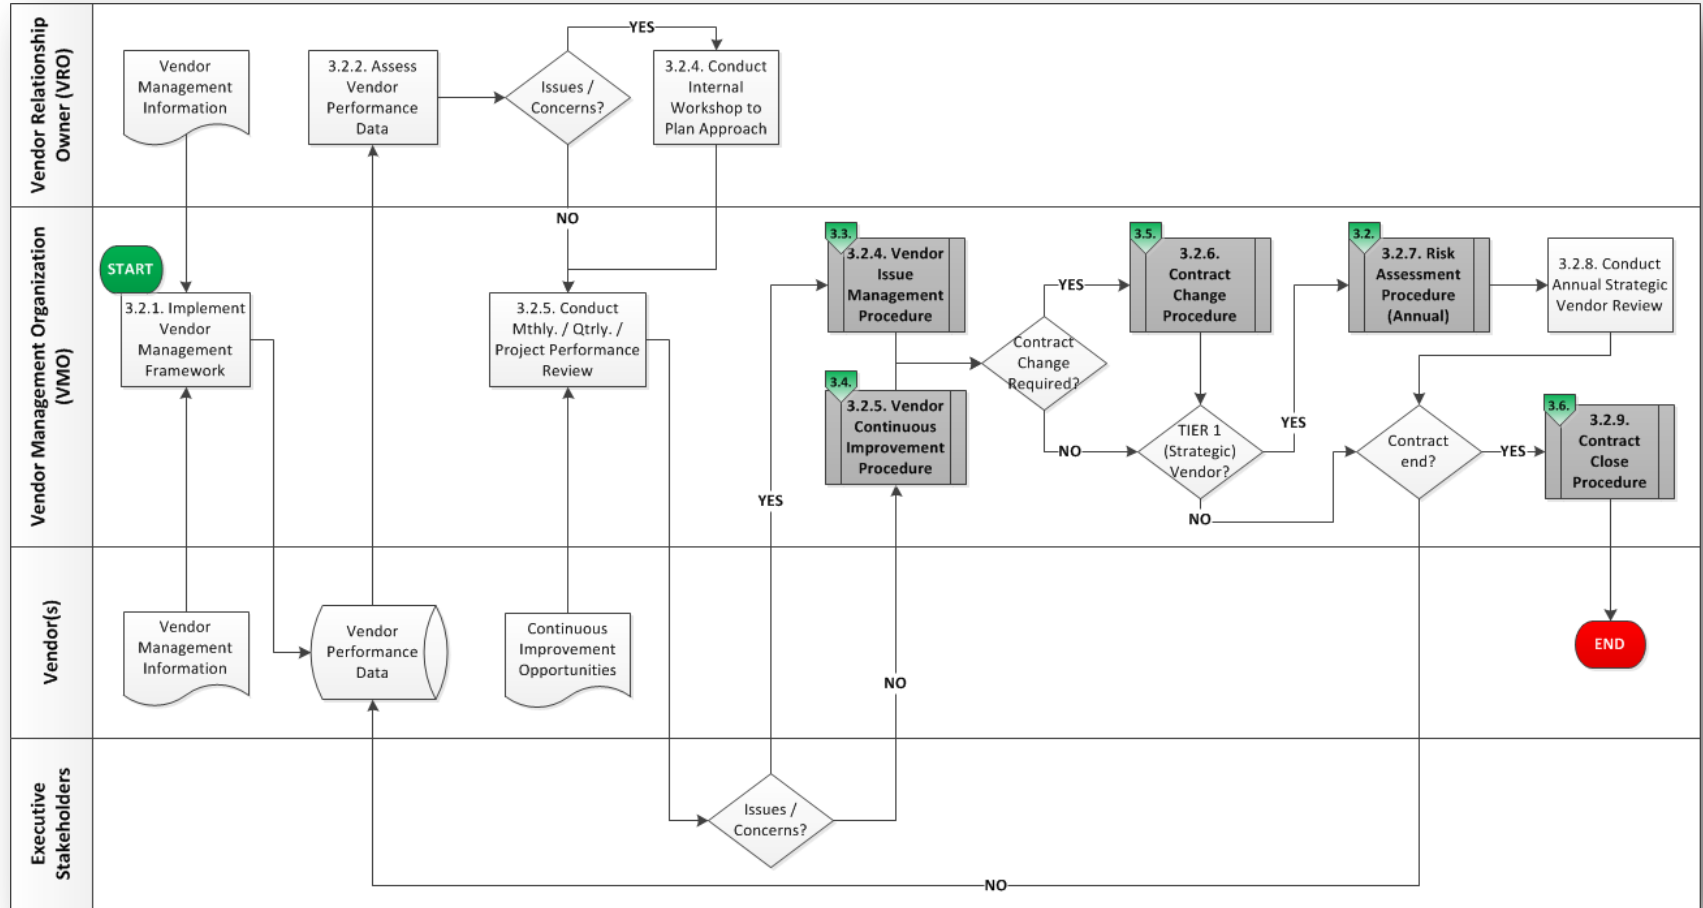 Vendor Relationship
Owner (VRO)
Vendor
Management
Information
3.2.2. Assess
Vendor
Performance
Data
Issues /
Concerns?
YES
3.2.4. Conduct
Internal
Workshop to
Plan Approach
NO
Vendor Management Organization
(VMO)
START
3.2.1. Implement
Vendor
Management
Framework
3.2.5. Conduct
Mthly. / Qtrly. /
Project Performance
Review
YES
3.3.
3.2.4. Vendor
Issue
Management
Procedure
3.4.
3.2.5. Vendor
Continuous
Improvement
Procedure
Contract
Change
Required?
YES
NO
3.5.
3.2.6.
Contract
Change
Procedure
TIER 1
(Strategic)
Vendor?
YES
NO
3.2.
3.2.7. Risk
Assessment
Procedure
(Annual)
3.2.8. Conduct
Annual Strategic
Vendor Review
Contract
end?
YES
3.6.
3.2.9.
Contract
Close
Procedure
Vendor(s)
Vendor
Management
Information
Vendor
Performance
Data
Continuous
Improvement
Opportunities
NO
END
Executive
Stakeholders
Issues /
Concerns?
NO